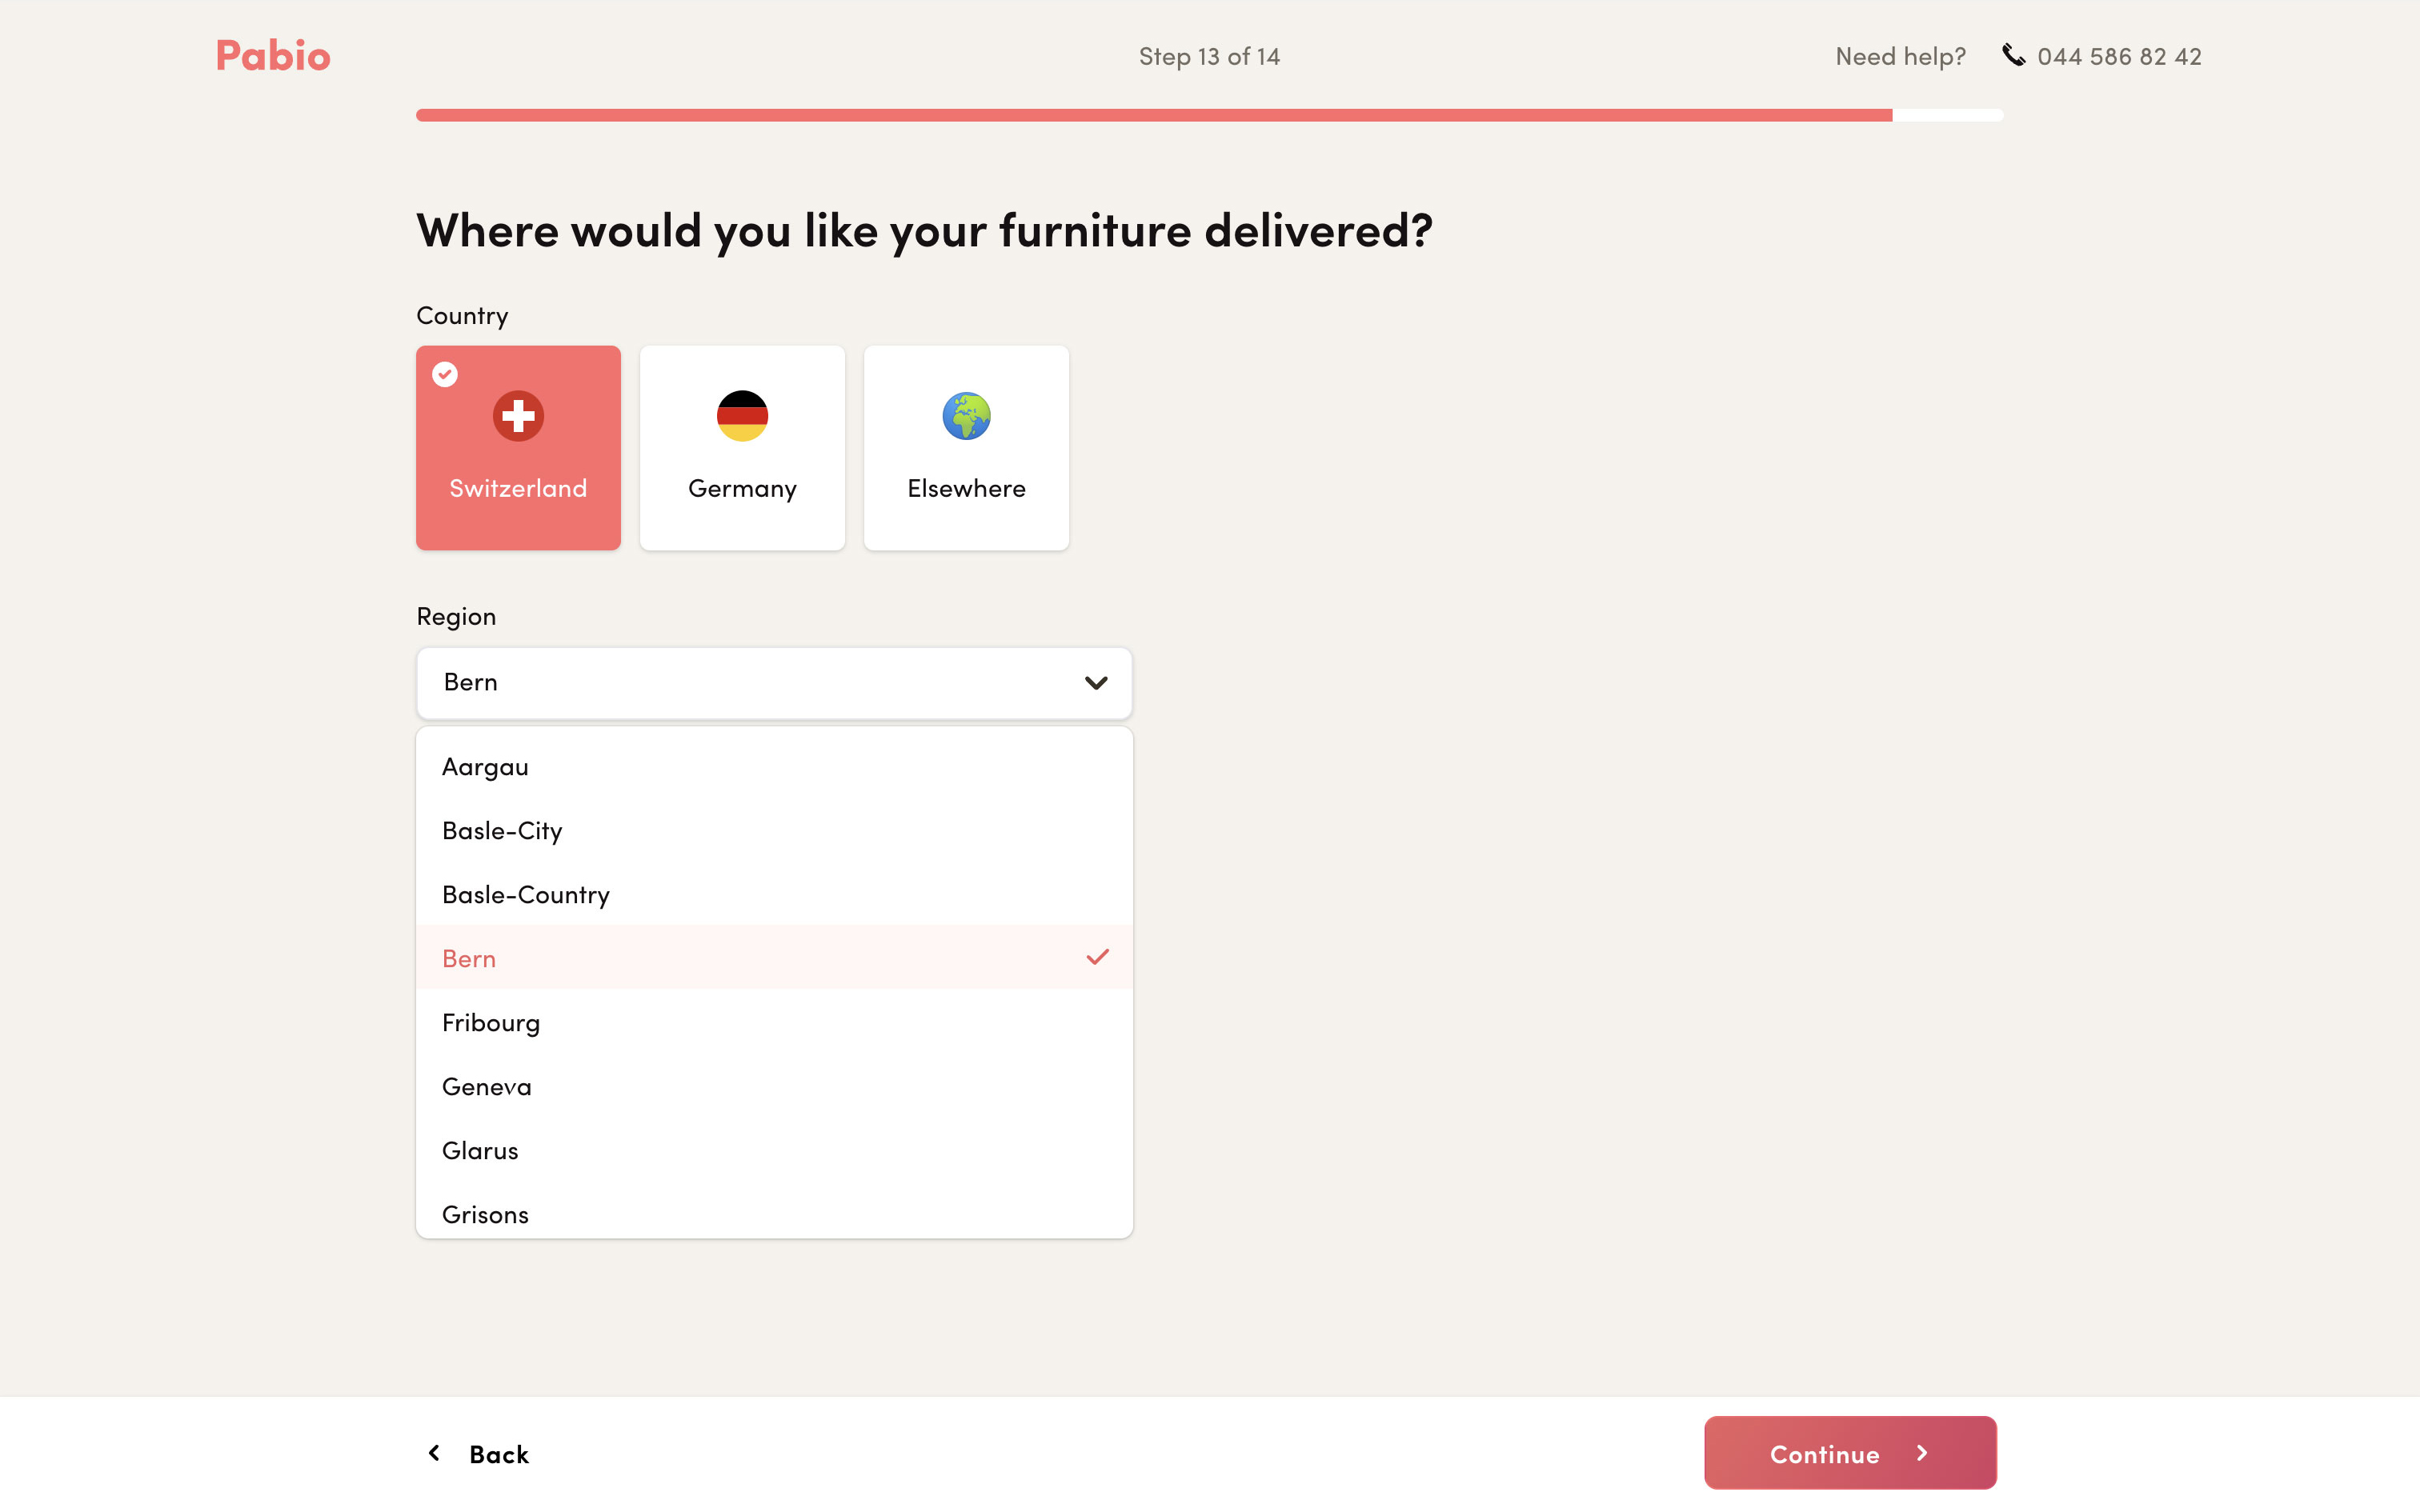 Pabio
Step 13 of 14
Need help? 044 586 82 42
Where would you like your furniture delivered?
Country
Switzerland
Germany
Elsewhere
Region
Bern
Aargau
Basle-City
Basle-Country
Bern
Fribourg
Geneva
Glarus
Grisons
Back
Continue